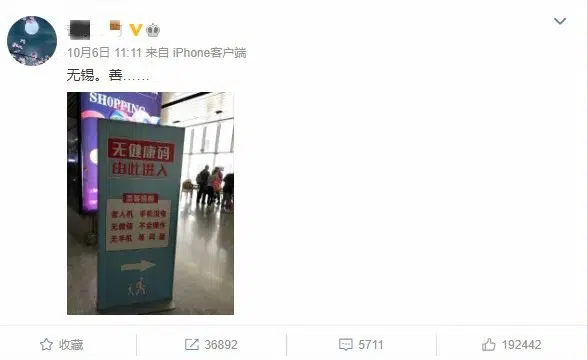 10月6日 11:11 来自 iPhone客户端
无锡。善……
SHOPPING
无健康码
由此进入
老人机 手机没电
无微信 不会操作
无手机 等问题
收藏
36892
5711
192442